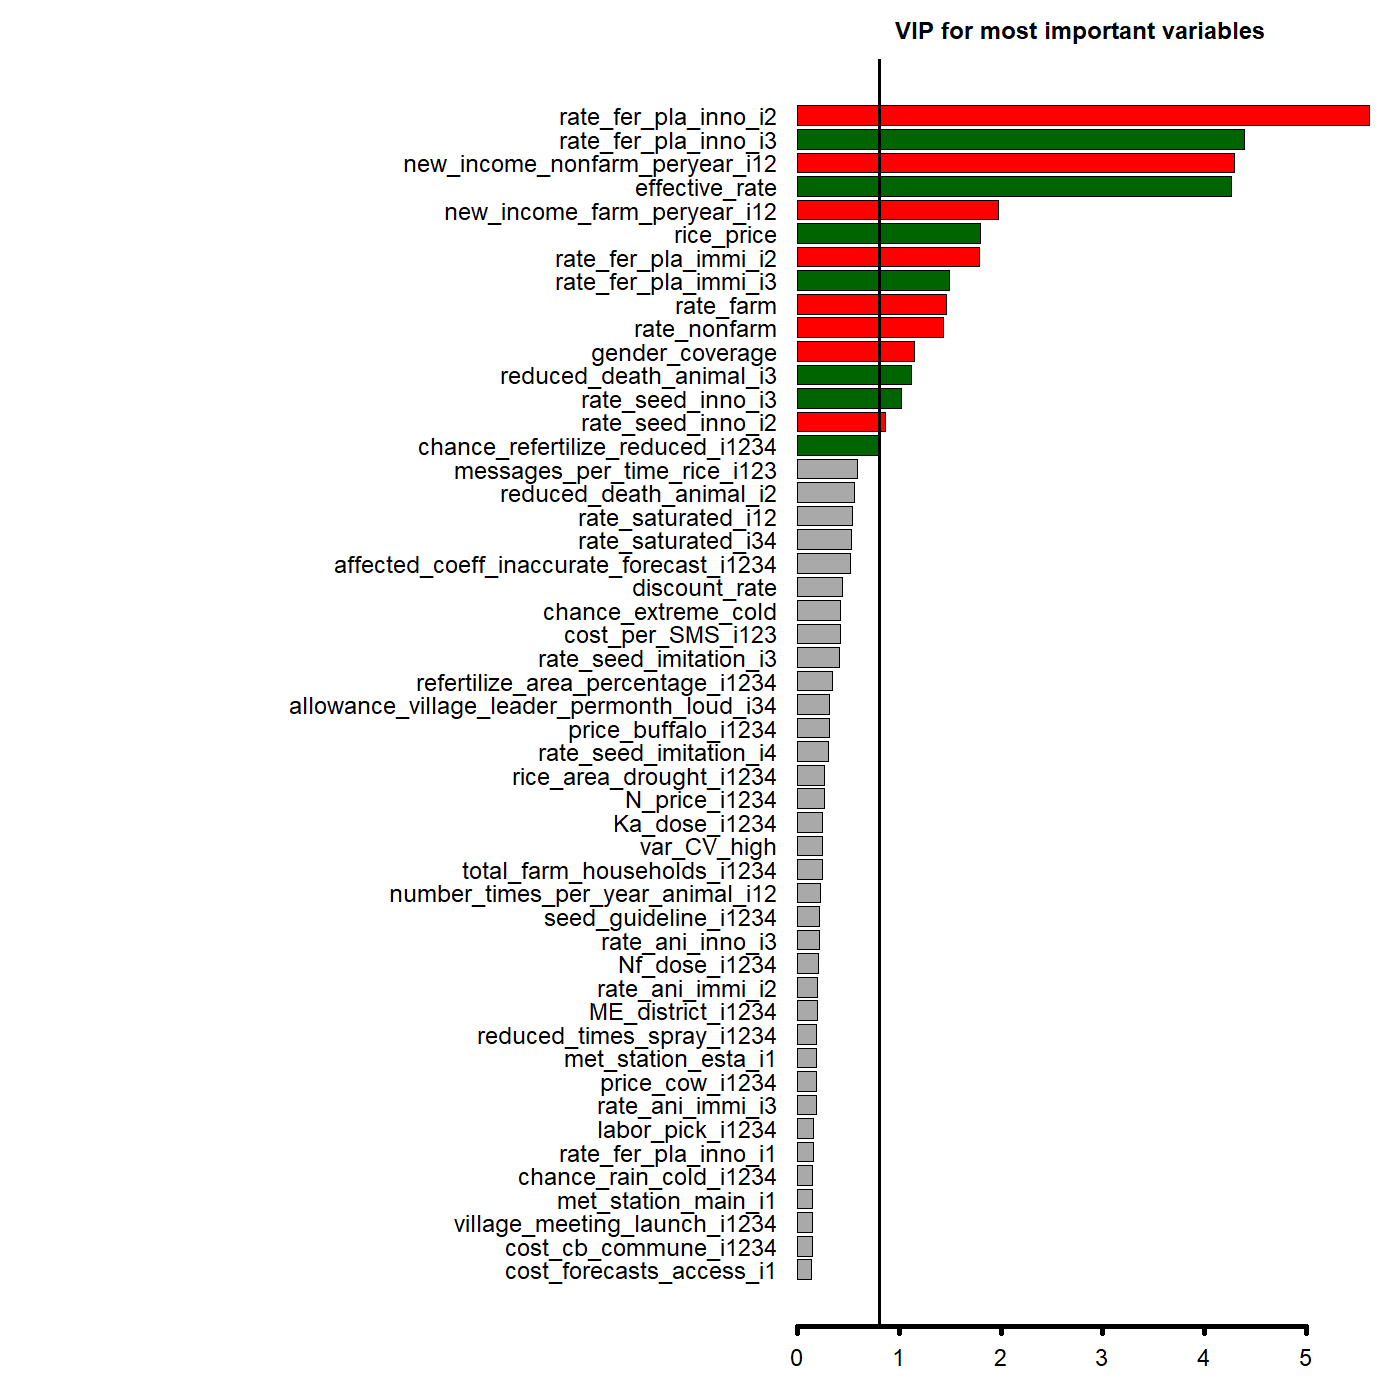 VIP for most important variables
rate_fer_pla_inno_i2
rate_fer_pla_inno_i3
new_income_nonfarm_peryear_i12
effective_rate
new_income_farm_peryear_i12
rice_price
rate_fer_pla_immi_i2
rate_fer_pla_immi_i3
rate_farm
rate_nonfarm
gender_coverage
reduced_death_animal_i3
rate_seed_inno_i3
rate_seed_inno_i2
chance_refertilize_reduced_i1234
messages_per_time_rice_i123
reduced_death_animal_i2
rate_saturated_i12
rate_saturated_i34
affected_coeff_inaccurate_forecast_i1234
discount_rate
chance_extreme_cold
cost_per_SMS_i123
rate_seed_imitation_i3
refertilize_area_percentage_i1234
allowance_village_leader_permonth_loud_i34
price_buffalo_i1234
rate_seed_imitation_i4
rice_area_drought_i1234
N_price_i1234
Ka_dose_i1234
var_CV_high
total_farm_households_i1234
number_times_per_year_animal_i12
seed_guideline_i1234
rate_ani_inno_i3
Nf_dose_i1234
rate_ani_immi_i2
ME_district_i1234
reduced_times_spray_i1234
met_station_esta_i1
price_cow_i1234
rate_ani_immi_i3
labor_pick_i1234
rate_fer_pla_inno_i1
chance_rain_cold_i1234
met_station_main_i1
village_meeting_launch_i1234
cost_cb_commune_i1234
cost_forecasts_access_i1
0 1 2 3 4 5